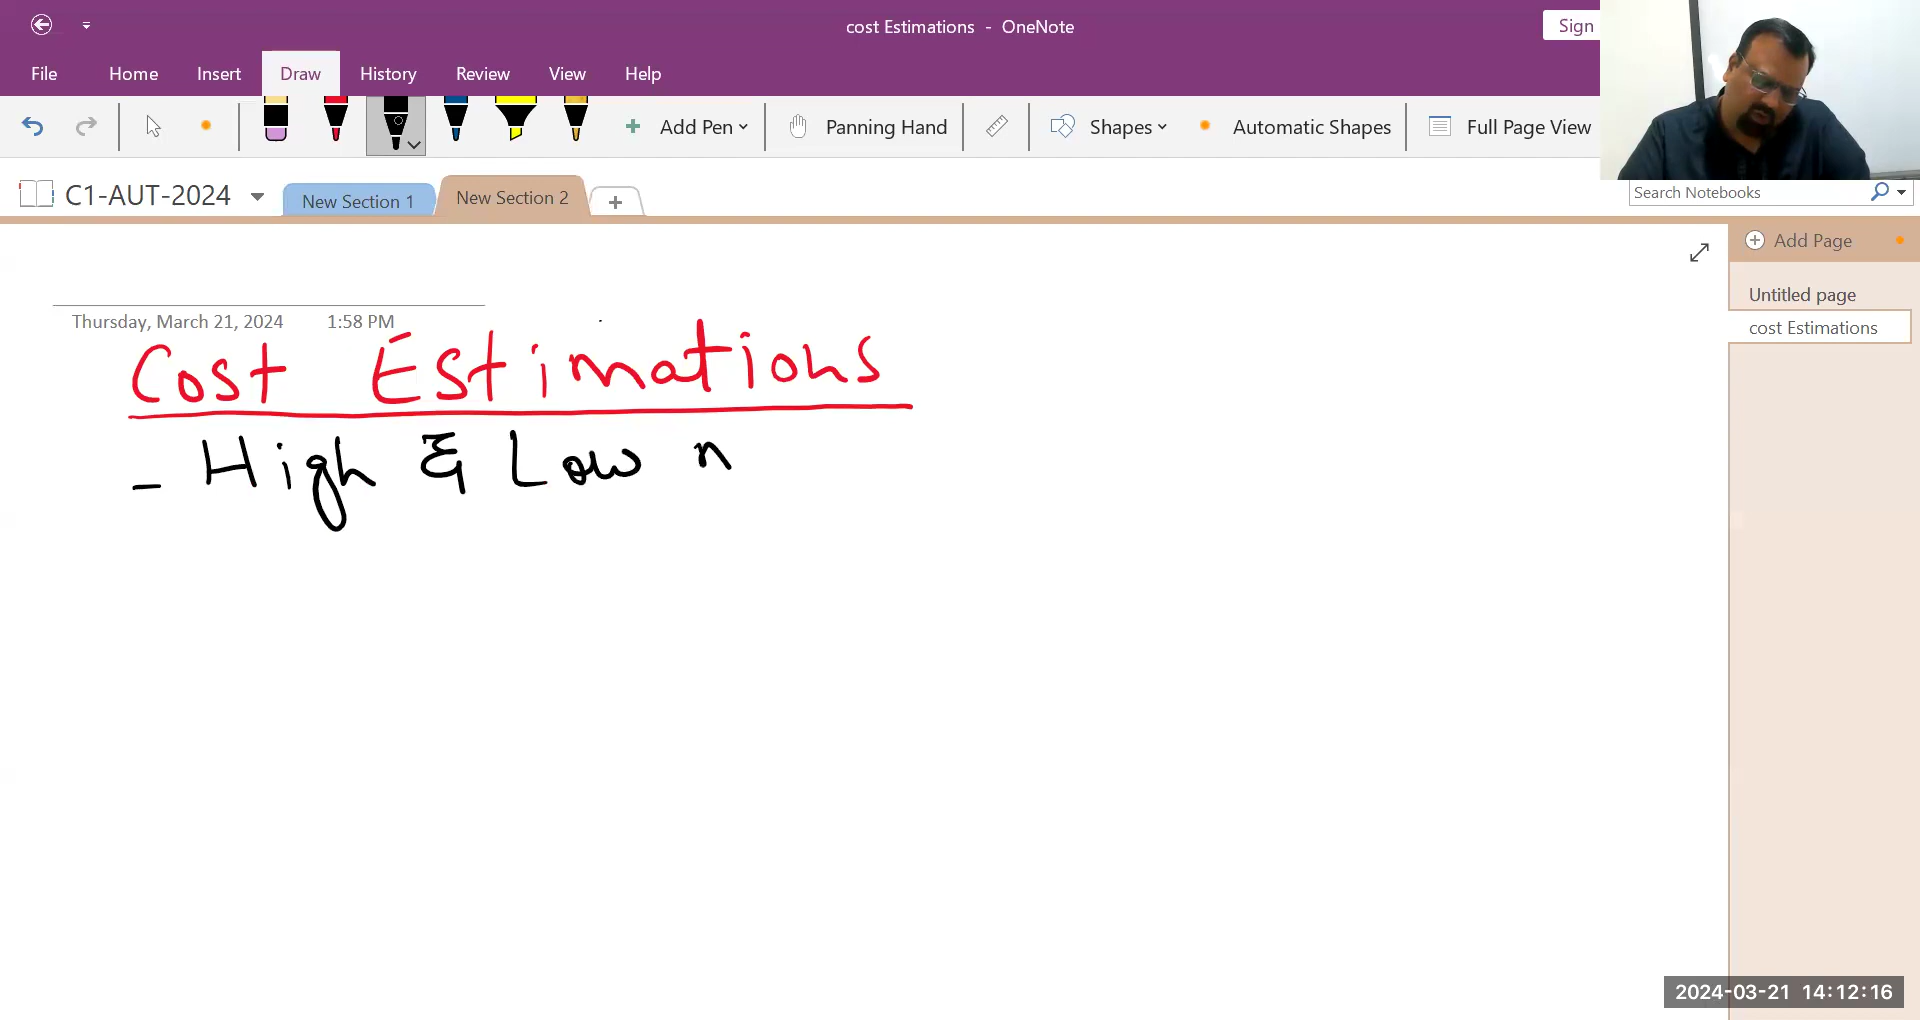 cost Estimations - OneNote
Sign
File Home Insert Draw History Review View Help
Add Pen Panning Hand Shapes Automatic Shapes Full Page View
C1-AUT-2024 New Section 1 New Section 2
Search Notebooks
Add Page
Untitled page
cost Estimations
Thursday, March 21, 2024 1:58 PM
Cost Estimations
- High & Low n
2024-03-21 14:12:16